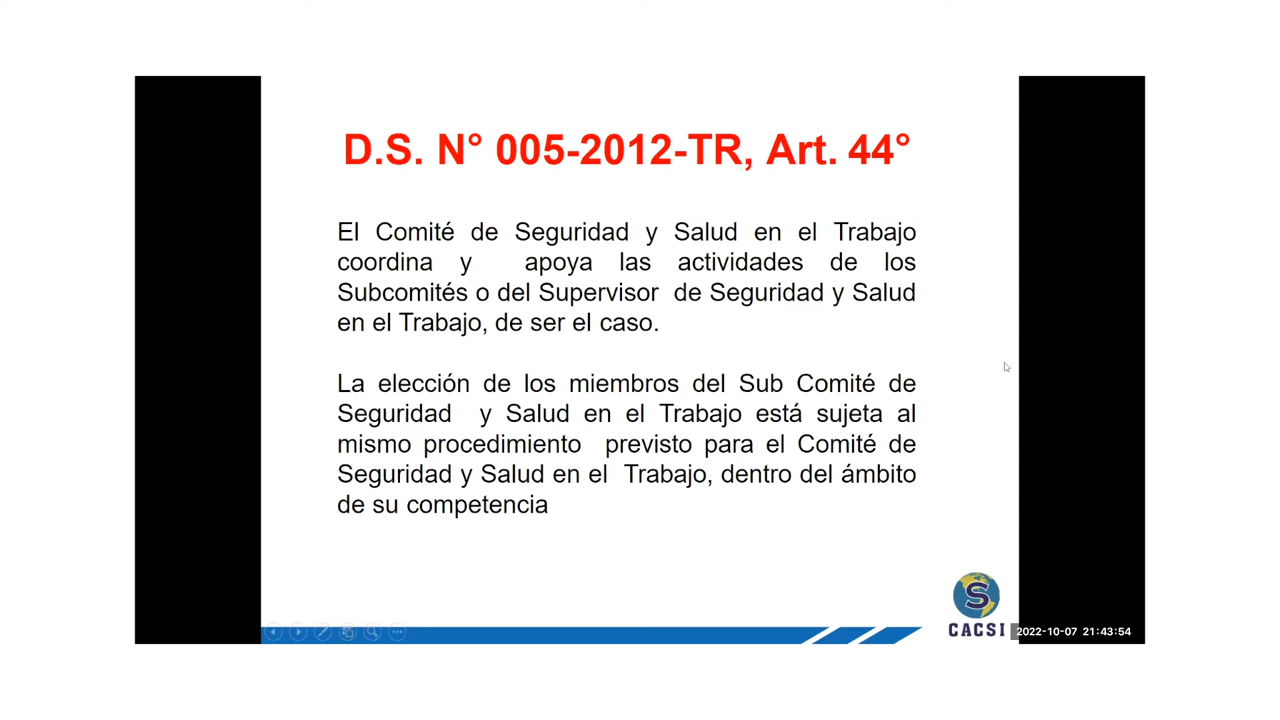 D.S. N° 005-2012-TR, Art. 44°
El Comité de Seguridad y Salud en el Trabajo
coordina y apoya las actividades de los
Subcomités o del Supervisor de Seguridad y Salud
en el Trabajo, de ser el caso.
La elección de los miembros del Sub Comité de
Seguridad y Salud en el Trabajo está sujeta al
mismo procedimiento previsto para el Comité de
Seguridad y Salud en el Trabajo, dentro del ámbito
de su competencia
S
CACSI
2022-10-07 21:43:54